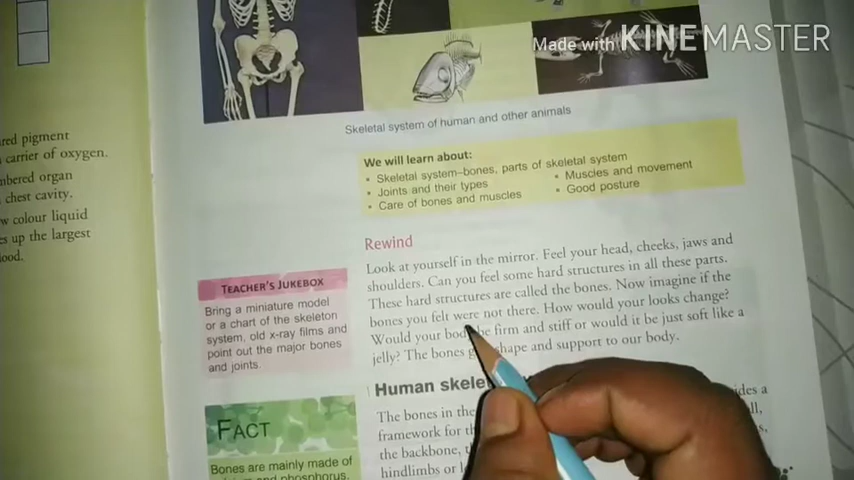 Made with KINEMASTER
Skeletal system of human and other animals
ared pigment
carrier of oxygen.
mbered organ
chest cavity.
w colour liquid
es up the largest
ood.
We will learn about:
• Skeletal system–bones, parts of skeletal system
• Joints and their types
• Care of bones and muscles
• Muscles and movement
• Good posture
Rewind
Look at yourself in the mirror. Feel your head, cheeks, jaws and
shoulders. Can you feel some hard structures in all these parts.
These hard structures are called the bones. Now imagine if the
bones you felt were not there. How would your looks change?
Would your body be firm and stiff or would it be just soft like a
jelly? The bones shape and support to our body.
TEACHER'S JUKEBOX
Bring a miniature model
or a chart of the skeleton
system, old x-ray films and
point out the major bones
and joints.
Human skele
The bones in the
framework for th
the backbone, t
hindlimbs or l
FACT
Bones are mainly made of
and phosphorus.